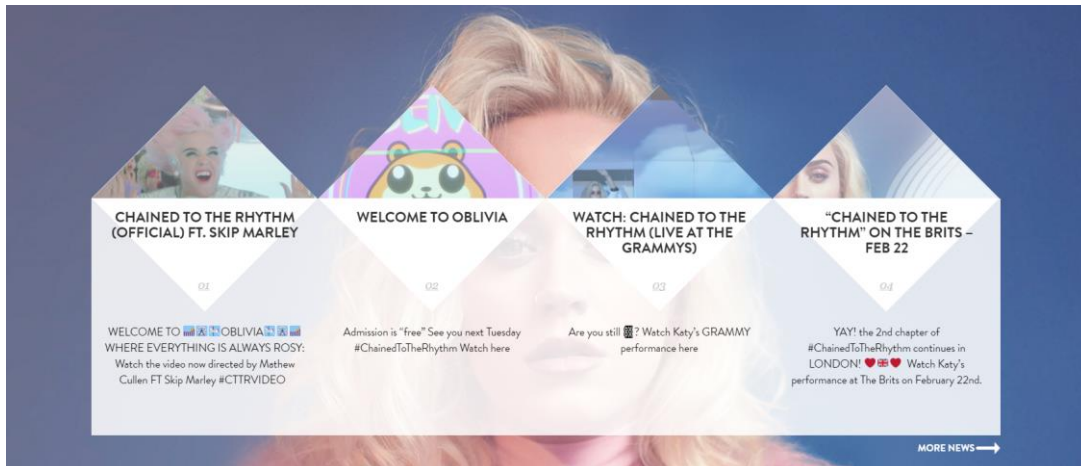 CHAINED TO THE RHYTHM
(OFFICIAL) FT. SKIP MARLEY
01
WELCOME TO OBLIVIA
WHERE EVERYTHING IS ALWAYS ROSY:
Watch the video now directed by Mathew
Cullen FT Skip Marley #CTTRVIDEO
WELCOME TO OBLIVIA
02
Admission is "free" See you next Tuesday
#ChainedToTheRhythm Watch here
WATCH: CHAINED TO THE
RHYTHM (LIVE AT THE
GRAMMYS)
03
Are you still ? Watch Katy's GRAMMY
performance here
“CHAINED TO THE
RHYTHM” ON THE BRITS –
FEB 22
04
YAY! the 2nd chapter of
#ChainedToTheRhythm continues in
LONDON! ❤️🇬🇧❤️ Watch Katy's
performance at The Brits on February 22nd.
MORE NEWS